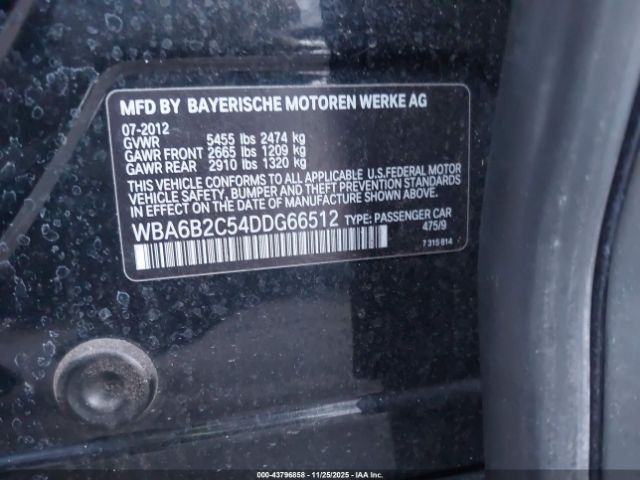 MFD BY BAYERISCHE MOTOREN WERKE AG
07-2012
GVWR 5455 lbs 2474 kg
GAWR FRONT 2665 lbs 1209 kg
GAWR REAR 2910 lbs 1320 kg
THIS VEHICLE CONFORMS TO ALL APPLICABLE U.S.FEDERAL MOTOR
VEHICLE SAFETY, BUMPER, AND THEFT PREVENTION STANDARDS
IN EFFECT ON THE DATE OF MANUFACTURE SHOWN ABOVE.
WBA6B2C54DDG66512 TYPE: PASSENGER CAR
475/9
7 315 814
000-43796858 - 11/25/2025 - IAA Inc.